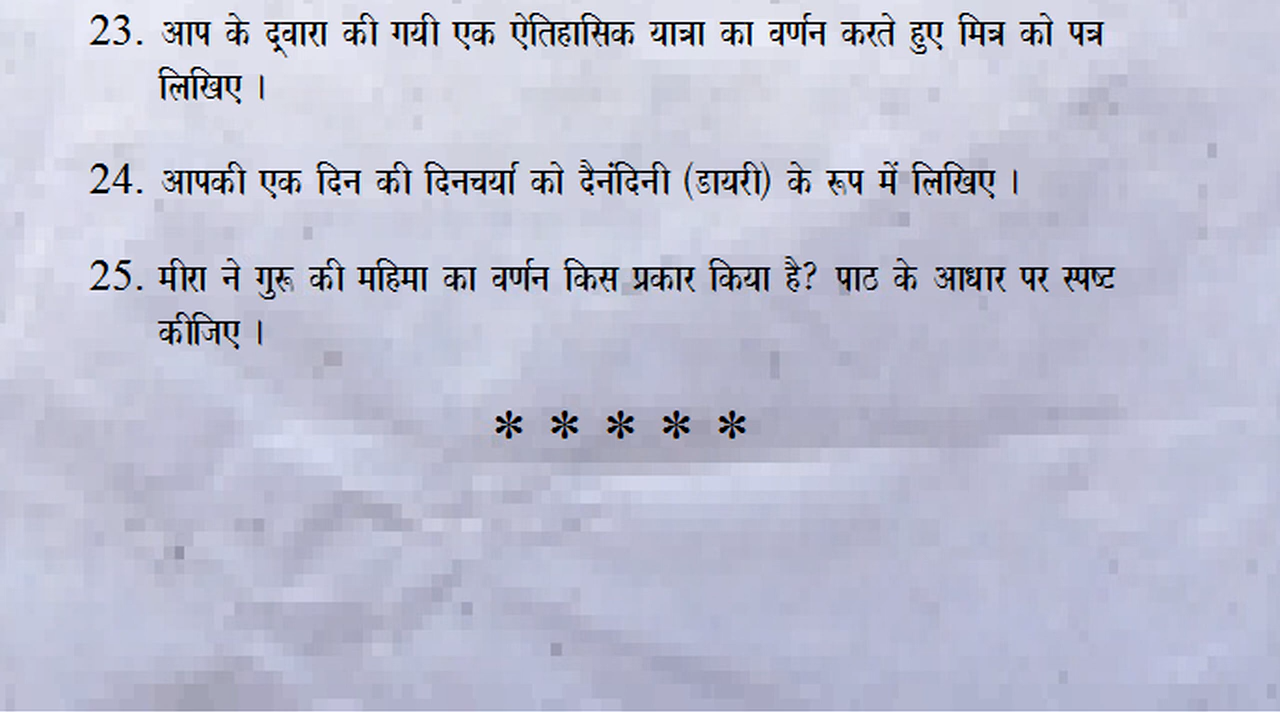 23. आप के द्‌वारा की गयी एक ऐतिहासिक यात्रा का वर्णन करते हुए मित्र को पत्र
लिखिए ।
24. आपकी एक दिन की दिनचर्या को दैनंदिनी (डायरी) के रूप में लिखिए ।
25. मीरा ने गुरू की महिमा का वर्णन किस प्रकार किया है? पाठ के आधार पर स्पष्ट
कीजिए ।
* * * * *